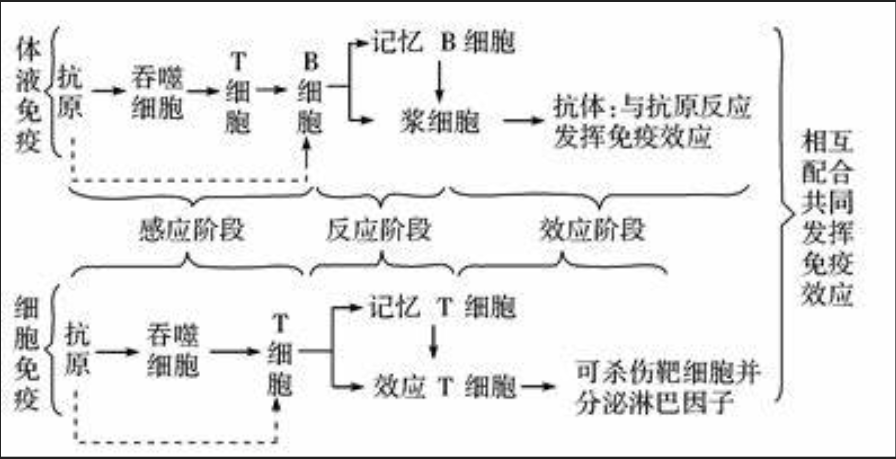 体液免疫
抗原
吞噬
细胞
T
细
胞
B
细
胞
记忆 B 细胞
浆细胞
抗体:与抗原反应
发挥免疫效应
感应阶段
反应阶段
效应阶段
细胞免疫
抗原
吞噬
细胞
T
细
胞
记忆 T 细胞
效应 T 细胞
可杀伤靶细胞并
分泌淋巴因子
相互
配合
共同
发挥
免疫
效应